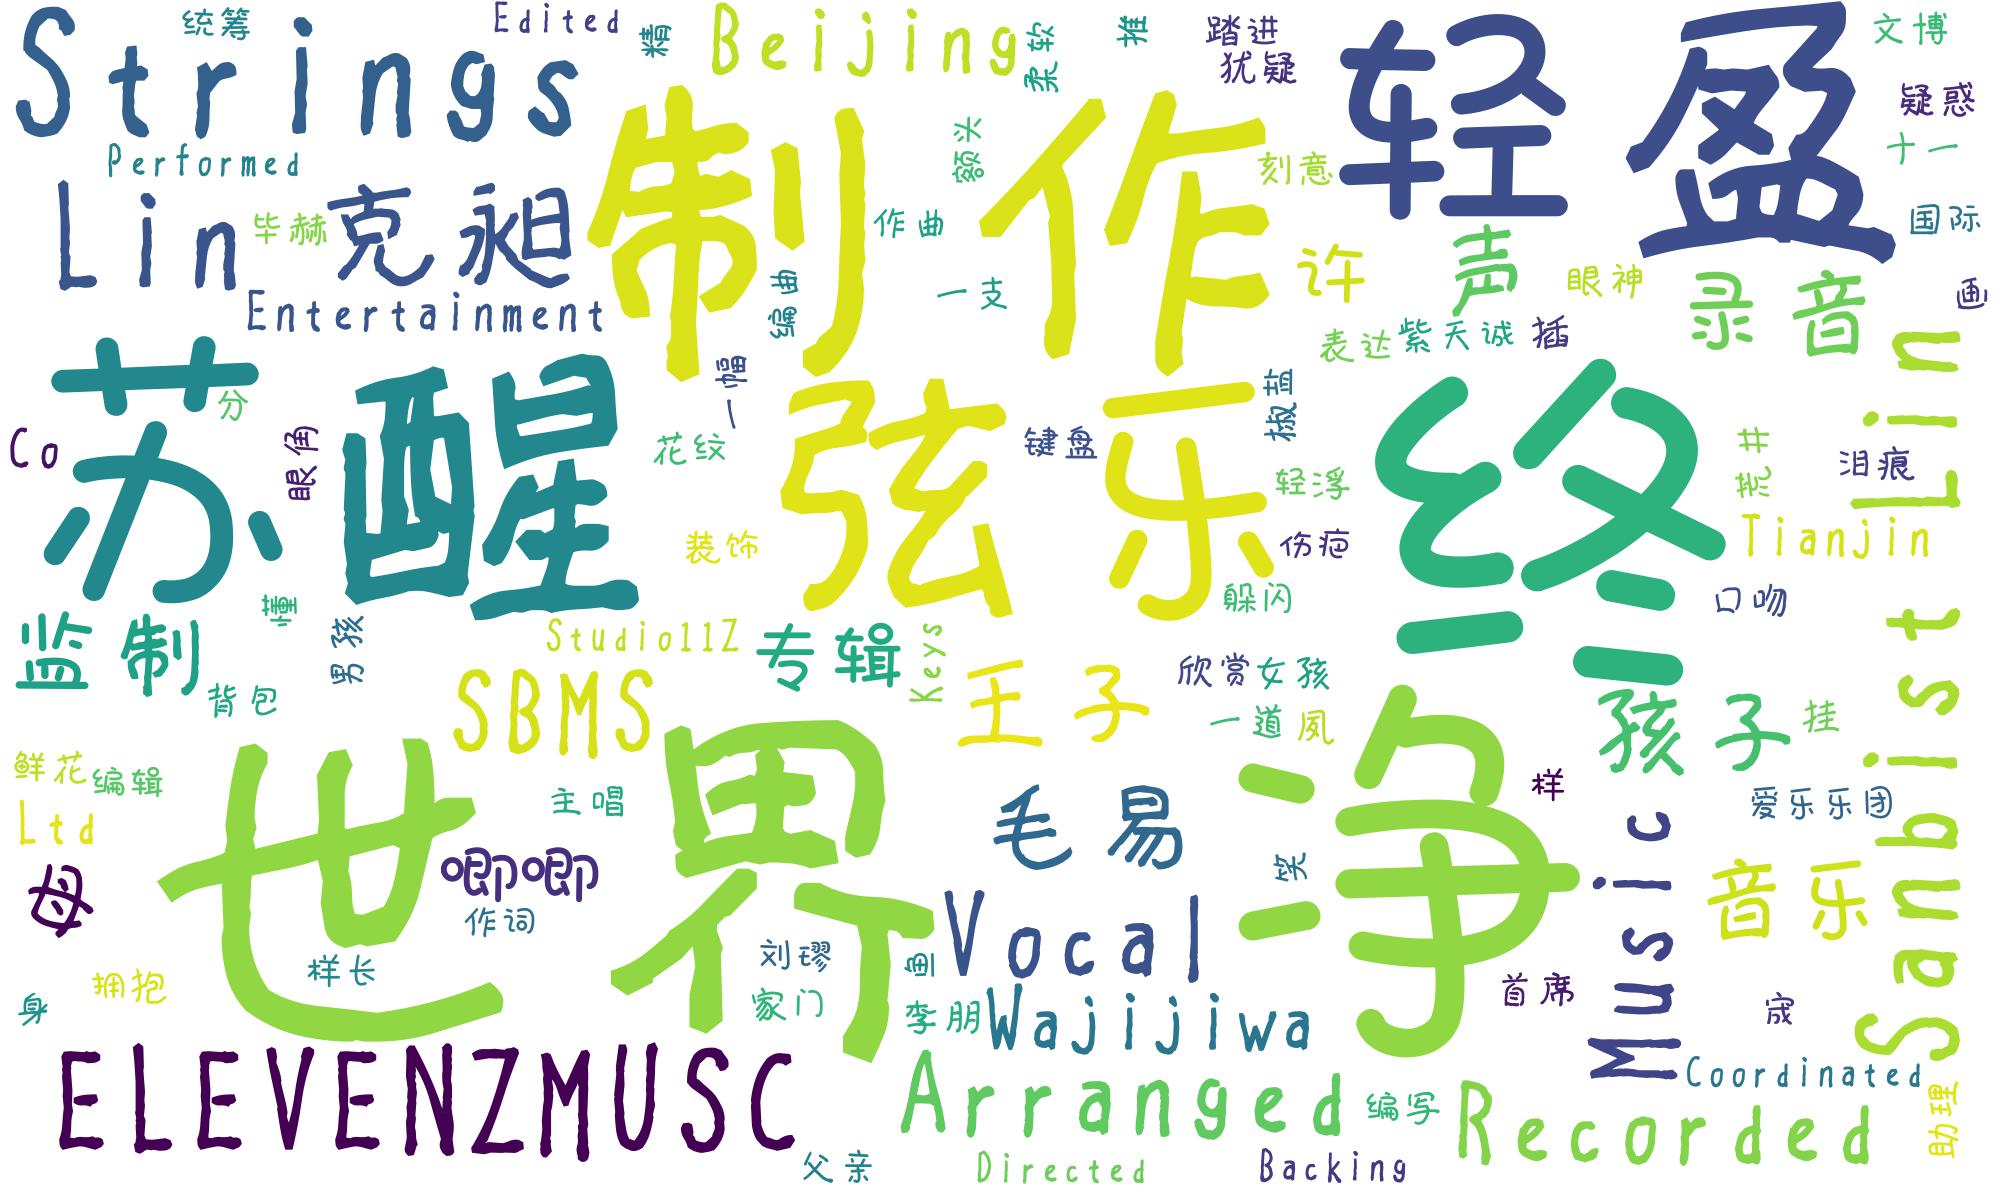 Strings
统筹
Edited
精
Beijing
柔软
推
踏进
犹疑
轻盈
文博
疑惑
十一
国际
画
Performed
Lin
毕赫
克昶
制作
作曲
额头
刻意
一支
编曲
许
声
眼神
录音
Entertainment
表达
紫天诚
插
苏醒
分
Co
眼角
一幅
花纹
弦乐
键盘
椒盐
轻浮
伤疤
终
荒井
泪痕
Lin
Tianjin
装饰
躲闪
口吻
懂
男孩
监制
背包
Studio11Z
专辑
Keys
SBMS
王子
欣赏
女孩
一道
夙
孩子
挂
Sanbist
鲜花
编辑
Ltd
主唱
世界
毛易
净
笑
样
爱乐乐团
母
唧唧
作词
样长
Vocal
Music
音乐
刘璆
家门
鱼
李朋
首席
宬
拥抱
身
Wajijiwa
ELEVENZMUSC
Arranged
编写
Recorded
Coordinated
助理
父亲
Directed
Backing